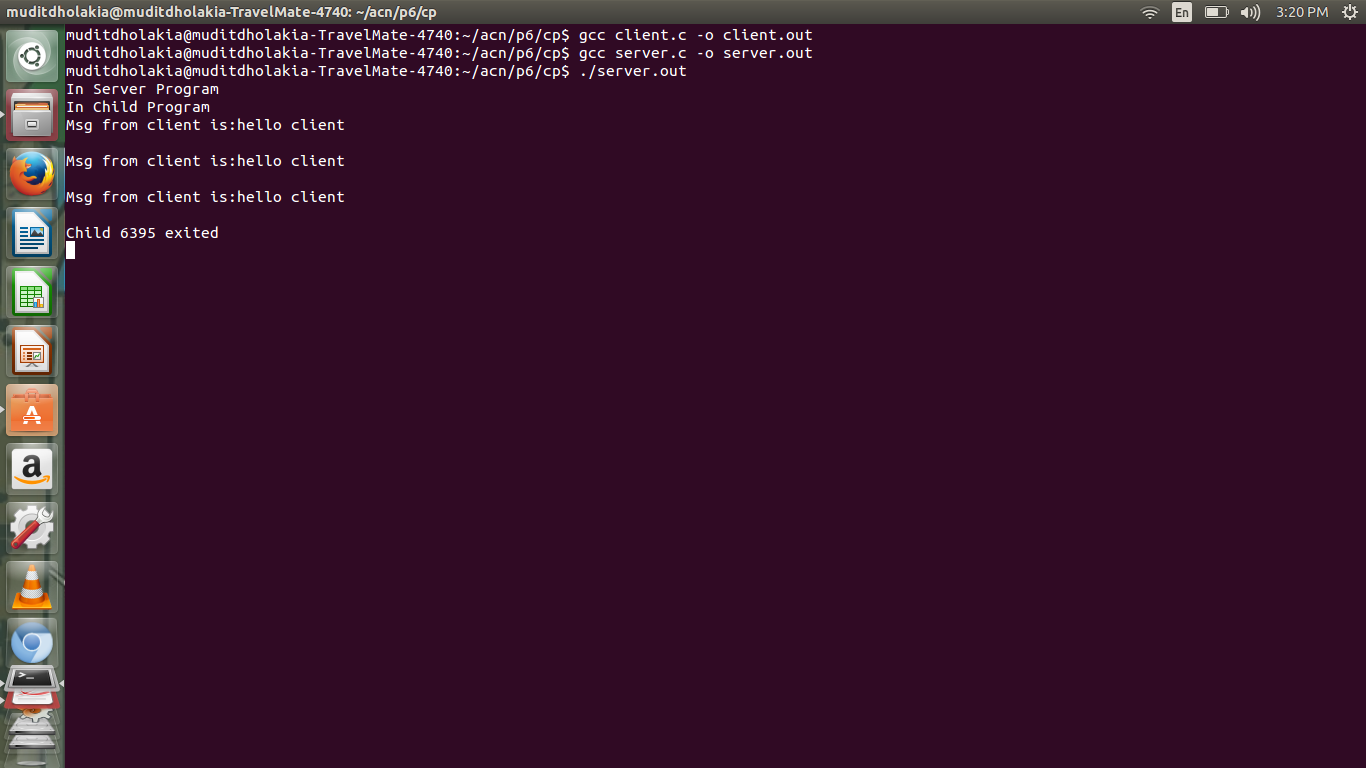 muditdholakia@muditdholakia-TravelMate-4740: ~/acn/p6/cp
En
3:20 PM
muditdholakia@muditdholakia-TravelMate-4740:~/acn/p6/cp$ gcc client.c -o client.out
muditdholakia@muditdholakia-TravelMate-4740:~/acn/p6/cp$ gcc server.c -o server.out
muditdholakia@muditdholakia-TravelMate-4740:~/acn/p6/cp$ ./server.out
In Server Program
In Child Program
Msg from client is:hello client
Msg from client is:hello client
Msg from client is:hello client
Child 6395 exited